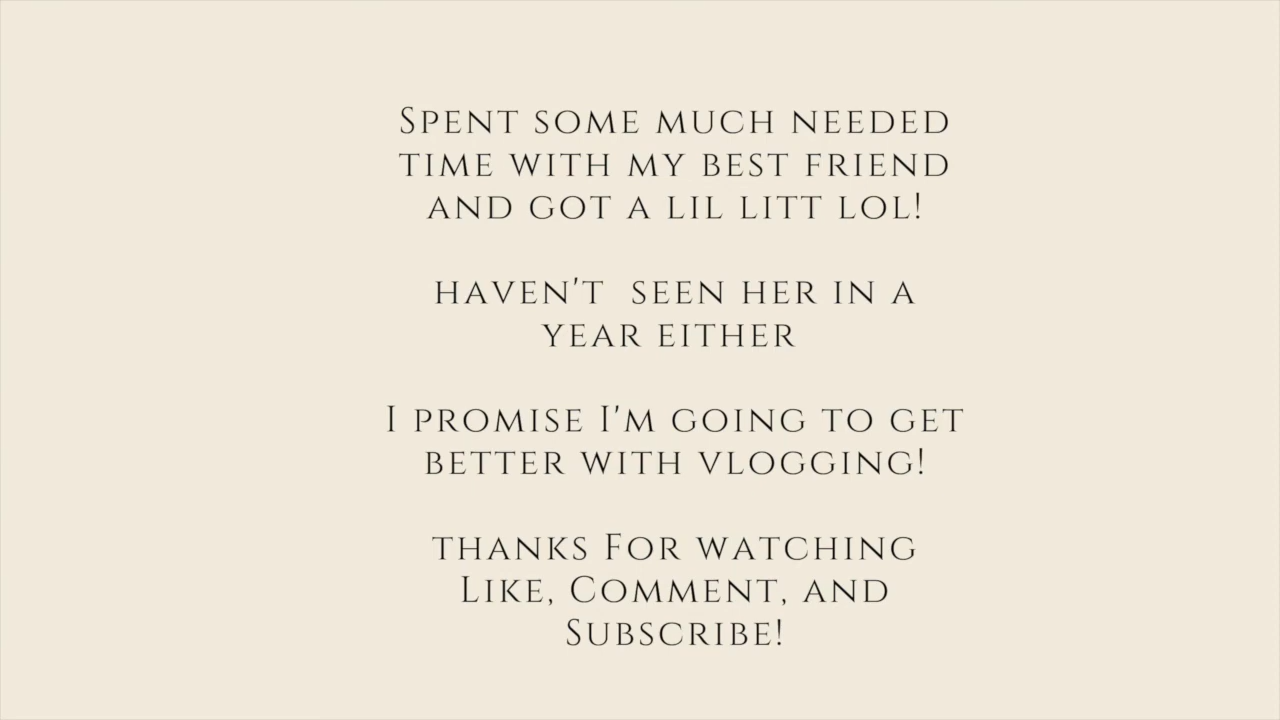 Spent some much needed
time with my best friend
and got a lil litt lol!
haven't  seen her in a
year either
I promise I'm going to get
better with vlogging!
thanks For watching
Like, Comment, and
Subscribe!